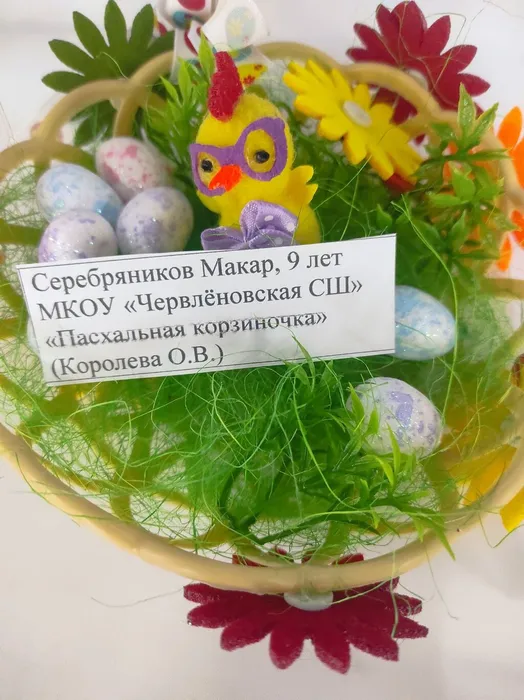 Серебряников Макар, 9 лет
МКОУ «Червлёновская СШ»
«Пасхальная корзиночка»
(Королева О.В.)